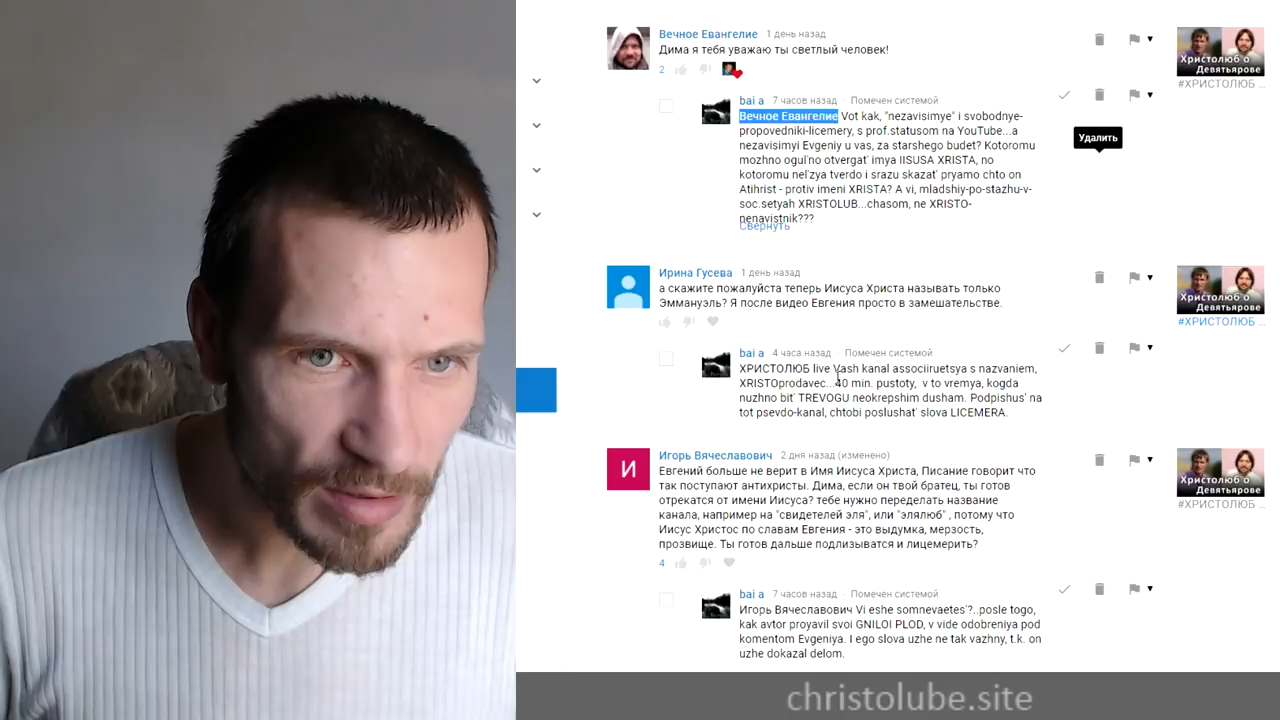 Вечное Евангелие 1 день назад
Дима я тебя уважаю ты светлый человек!
2
Христолюб о
Девятьярове
#ХРИСТОЛЮБ ...
bai a 7 часов назад · Помечен системой
Вечное Евангелие Vot kak, "nezavisimye" i svobodnye-
propovedniki-licemery, s prof.statusom na YouTube...a
nezavisimyi Evgeniy u vas, za starshego budet? Kotoromu
mozhno ogul'no otvergat' imya IISUSA XRISTA, no
kotoromu nel'zya tverdo i srazu skazat' pryamo chto on
Atihrist - protiv imeni XRISTA? A vi, mladshiy-po-stazhu-v-
soc.setyah XRISTOLUB...chasom, ne XRISTO-
nenavistnik???
Свернуть
Удалить
Ирина Гусева 1 день назад
а скажите пожалуйста теперь Иисуса Христа называть только
Эммануэль? Я после видео Евгения просто в замешательстве.
Христолюб о
Девятьярове
#ХРИСТОЛЮБ ...
bai a 4 часа назад · Помечен системой
ХРИСТОЛЮБ live Vash kanal associiruetsya s nazvaniem,
XRISTOprodavec...40 min. pustoty, v to vremya, kogda
nuzhno bit' TREVOGU neokrepshim dusham. Podpishus' na
tot psevdo-kanal, chtobi poslushat' slova LICEMERA.
Игорь Вячеславович 2 дня назад (изменено)
Евгений больше не верит в Имя Иисуса Христа, Писание говорит что
так поступают антихристы. Дима, если он твой братец, ты готов
отрекатся от имени Иисуса? тебе нужно переделать название
канала, например на "свидетелей эля", или "элялюб" , потому что
Иисус Христос по славам Евгения - это выдумка, мерзость,
прозвище. Ты готов дальше подлизыватся и лицемерить?
4
И
Христолюб о
Девятьярове
#ХРИСТОЛЮБ ...
bai a 7 часов назад · Помечен системой
Игорь Вячеславович Vi eshe somnevaetes'?..posle togo,
kak avtor proyavil svoi GNILOI PLOD, v vide odobreniya pod
komentom Evgeniya. I ego slova uzhe ne tak vazhny, t.k. on
uzhe dokazal delom.
christolube.site